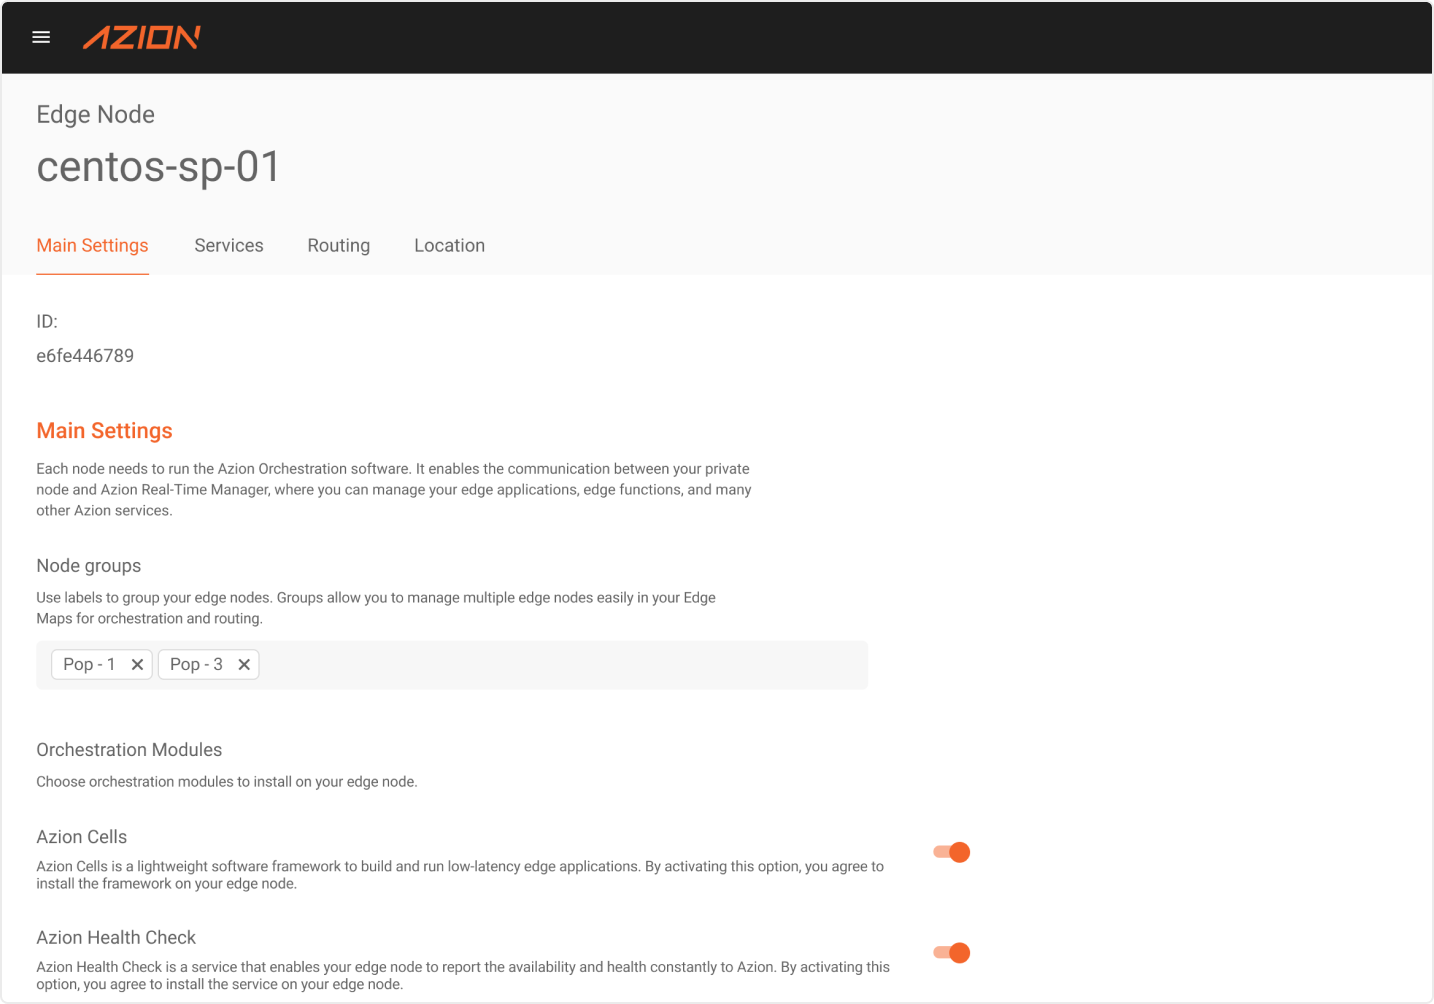 AZION
Edge Node
centos-sp-01
Main Settings Services Routing Location
ID:
e6fe446789
Main Settings
Each node needs to run the Azion Orchestration software. It enables the communication between your private
node and Azion Real-Time Manager, where you can manage your edge applications, edge functions, and many
other Azion services.
Node groups
Use labels to group your edge nodes. Groups allow you to manage multiple edge nodes easily in your Edge
Maps for orchestration and routing.
Pop - 1 Pop - 3
Orchestration Modules
Choose orchestration modules to install on your edge node.
Azion Cells
Azion Cells is a lightweight software framework to build and run low-latency edge applications. By activating this option, you agree to
install the framework on your edge node.
Azion Health Check
Azion Health Check is a service that enables your edge node to report the availability and health constantly to Azion. By activating this
option, you agree to install the service on your edge node.